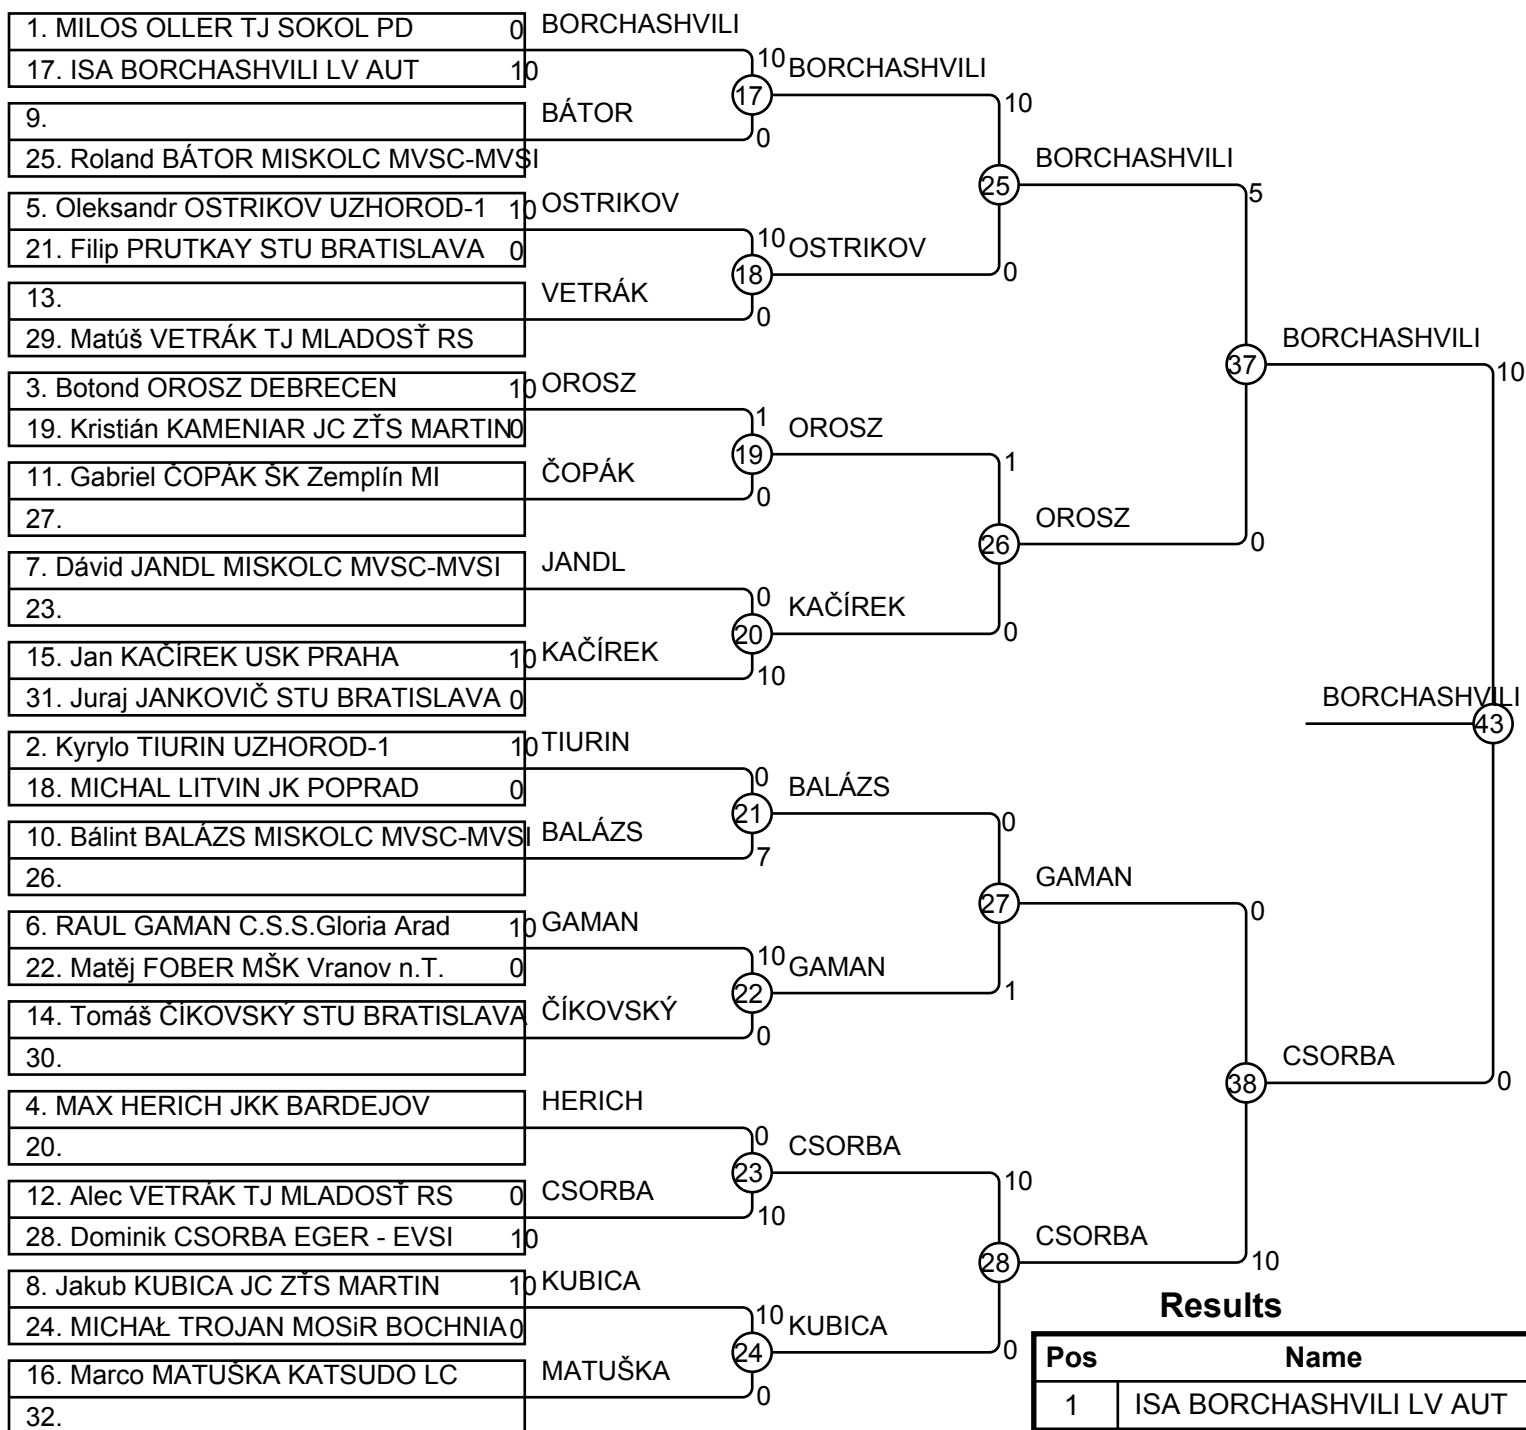 1. MILOS OLLER TJ SOKOL PD 0
17. ISA BORCHASHVILI LV AUT 10
9.
25. Roland BÁTOR MISKOLC MVSC-MVSI
5. Oleksandr OSTRIKOV UZHOROD-1 10
21. Filip PRUTKAY STU BRATISLAVA 0
13.
29. Matúš VETRÁK TJ MLADOSŤ RS
3. Botond OROSZ DEBRECEN 10
19. Kristián KAMENIAR JC ZŤS MARTIN 0
11. Gabriel ČOPÁK ŠK Zemplín MI
27.
7. Dávid JANDL MISKOLC MVSC-MVSI
23.
15. Jan KAČÍREK USK PRAHA 10
31. Juraj JANKOVIČ STU BRATISLAVA 0
2. Kyrylo TIURIN UZHOROD-1 10
18. MICHAL LITVIN JK POPRAD 0
10. Bálint BALÁZS MISKOLC MVSC-MVSI
26.
6. RAUL GAMAN C.S.S.Gloria Arad 10
22. Matěj FOBER MŠK Vranov n.T. 0
14. Tomáš ČÍKOVSKÝ STU BRATISLAVA
30.
4. MAX HERICH JKK BARDEJOV
20.
12. Alec VETRÁK TJ MLADOSŤ RS 0
28. Dominik CSORBA EGER - EVSI 10
8. Jakub KUBICA JC ZŤS MARTIN 10
24. MICHAŁ TROJAN MOSiR BOCHNIA 0
16. Marco MATUŠKA KATSUDO LC
32.
BORCHASHVILI
10
17
BÁTOR
0
OSTRIKOV
10
18
VETRÁK
0
OROSZ
1
19
ČOPÁK
0
JANDL
0
20
KAČÍREK
10
TIURIN
0
21
BALÁZS
7
GAMAN
10
22
ČÍKOVSKÝ
0
HERICH
0
23
CSORBA
10
KUBICA
10
24
MATUŠKA
0
BORCHASHVILI
10
25
OSTRIKOV
0
OROSZ
1
26
KAČÍREK
0
BALÁZS
0
27
GAMAN
1
CSORBA
10
28
KUBICA
0
BORCHASHVILI
5
37
OROSZ
0
GAMAN
0
38
CSORBA
10
BORCHASHVILI
10
BORCHASHVILI
43
CSORBA
0
Results
Pos Name
1 ISA BORCHASHVILI LV AUT